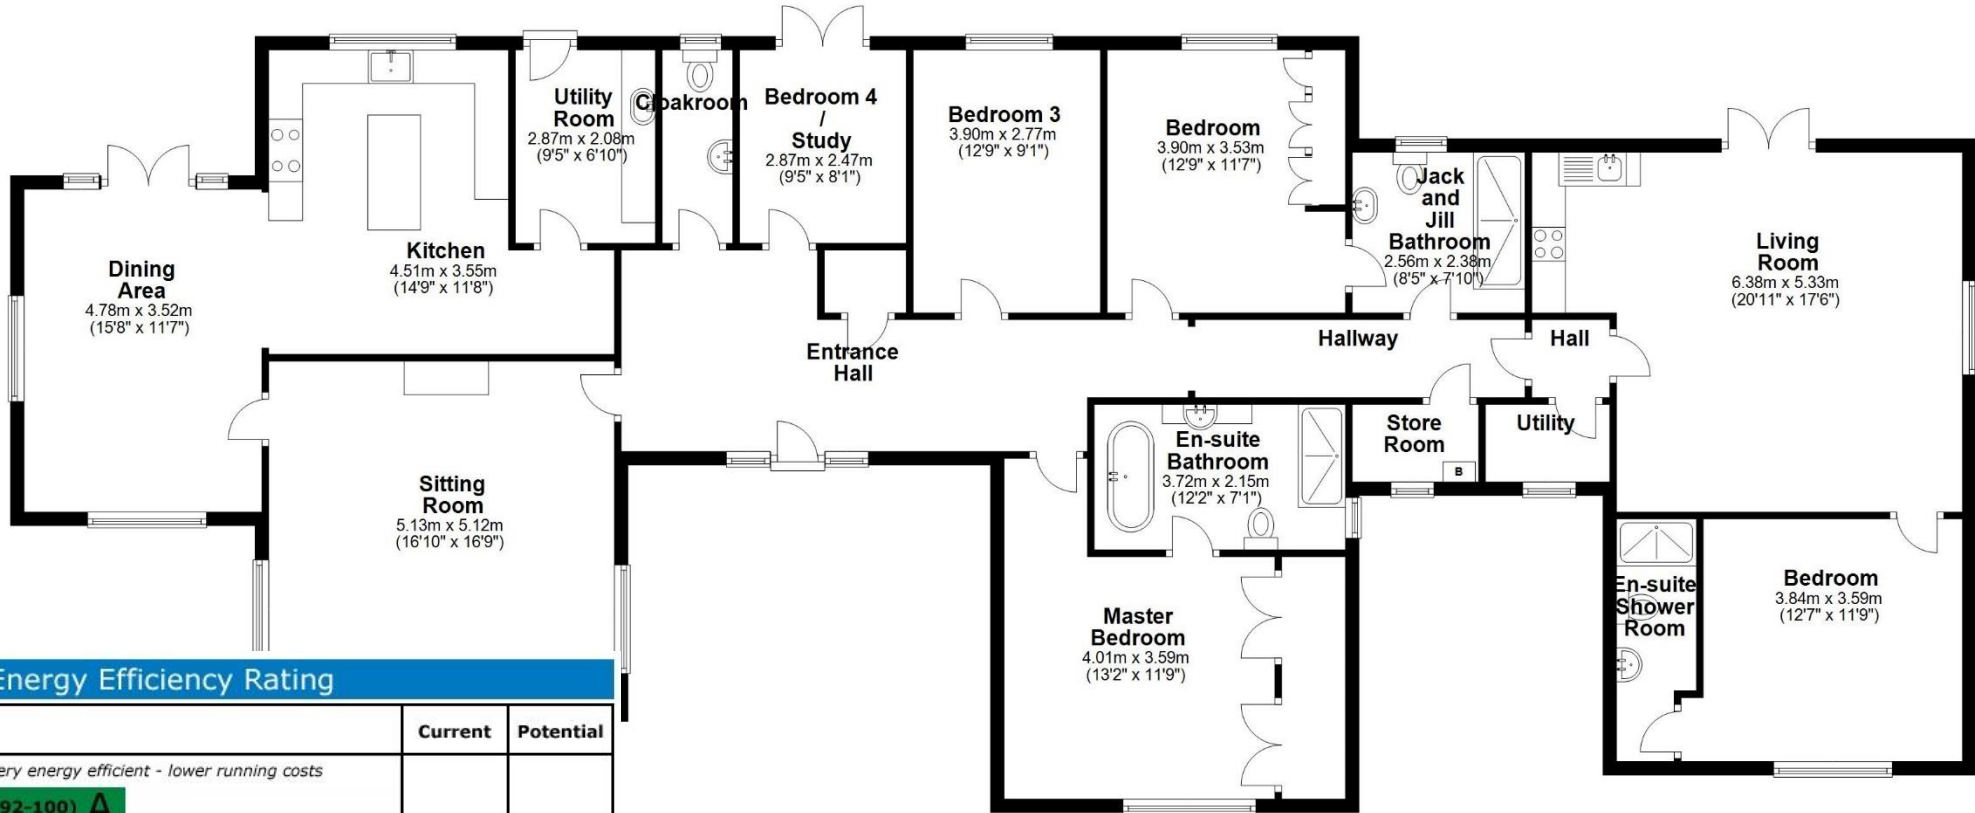 Utility
Room
2.87m x 2.08m
(9'5" x 6'10")
Cloakroom
Bedroom 4
/
Study
2.87m x 2.47m
(9'5" x 8'1")
Bedroom 3
3.90m x 2.77m
(12'9" x 9'1")
Bedroom
3.90m x 3.53m
(12'9" x 11'7")
Jack
and
Jill
Bathroom
2.56m x 2.38m
(8'5" x 7'10")
Living
Room
6.38m x 5.33m
(20'11" x 17'6")
Dining
Area
4.78m x 3.52m
(15'8" x 11'7")
Kitchen
4.51m x 3.55m
(14'9" x 11'8")
Entrance
Hall
Hallway
Hall
Sitting
Room
5.13m x 5.12m
(16'10" x 16'9")
En-suite
Bathroom
3.72m x 2.15m
(12'2" x 7'1")
Store
Room
B
Utility
Master
Bedroom
4.01m x 3.59m
(13'2" x 11'9")
En-suite
Shower
Room
Bedroom
3.84m x 3.59m
(12'7" x 11'9")
Energy Efficiency Rating
Current Potential
ery energy efficient - lower running costs
92-100) A